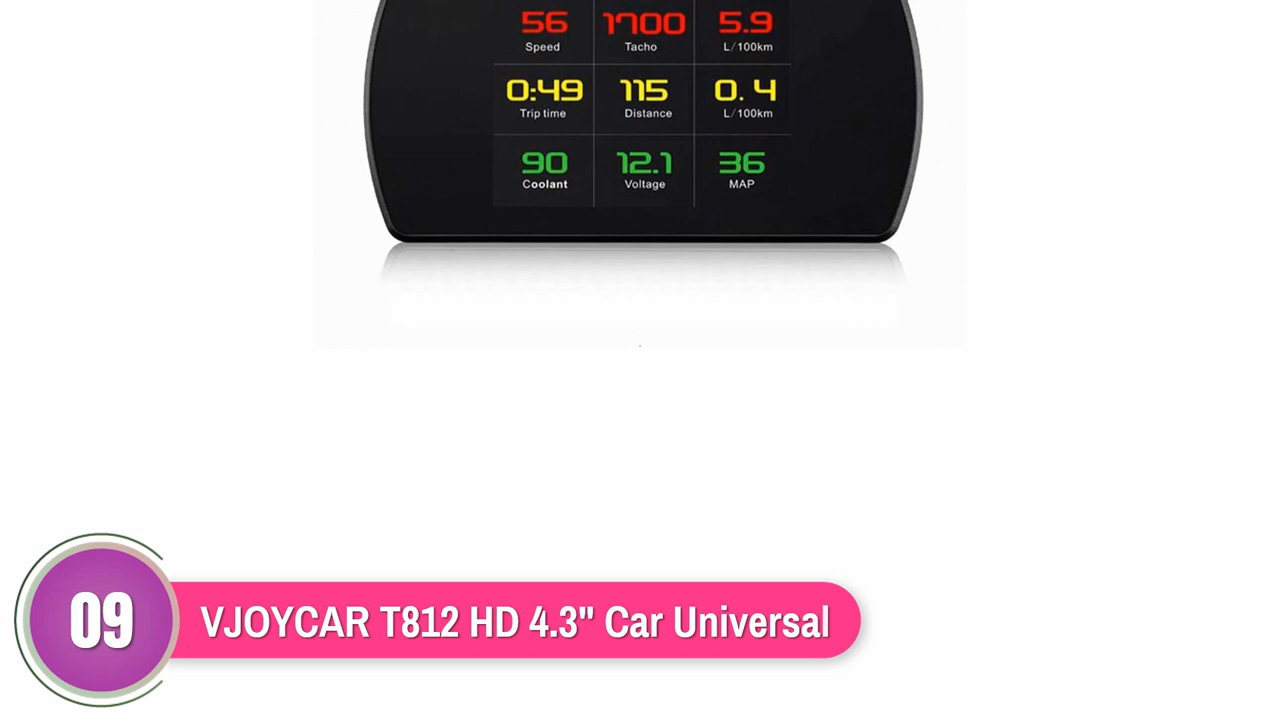 56 1700 5.9
Speed Tacho L/100km
0:49 115 0.4
Trip time Distance L/100km
90 12.1 36
Coolant Voltage MAP
09 VJOYCAR T812 HD 4.3" Car Universal